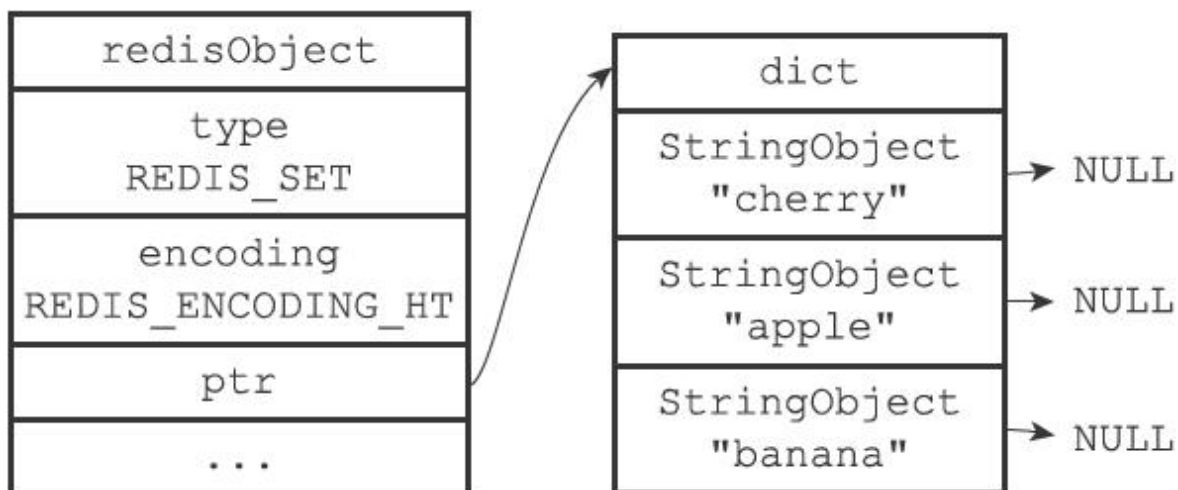 redisObject
type
REDIS_SET
encoding
REDIS_ENCODING_HT
ptr
...
dict
StringObject
"cherry"
NULL
StringObject
"apple"
NULL
StringObject
"banana"
NULL